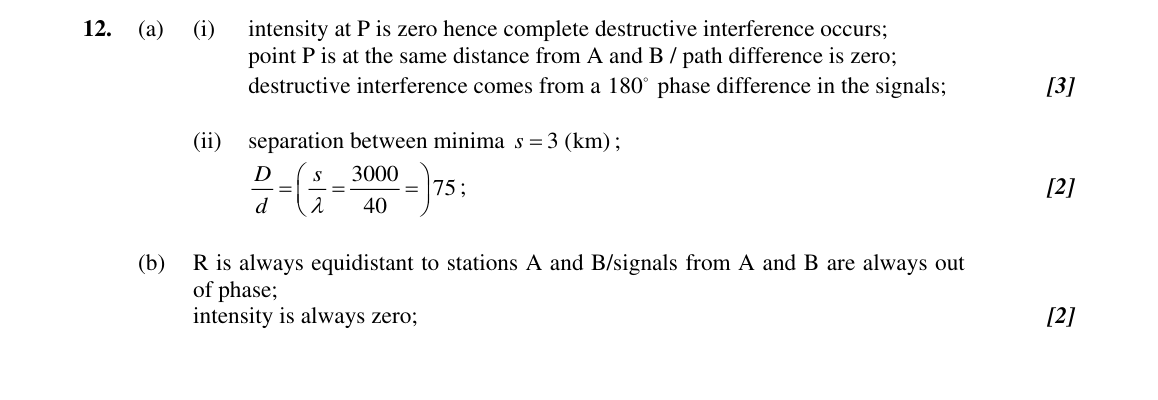 12. (a) (i) intensity at P is zero hence complete destructive interference occurs;
point P is at the same distance from A and B / path difference is zero;
destructive interference comes from a 180° phase difference in the signals; [3]
(ii) separation between minima s = 3 (km) ;
D/d = (s/λ = 3000/40 =) 75 ; [2]
(b) R is always equidistant to stations A and B/signals from A and B are always out
of phase;
intensity is always zero; [2]